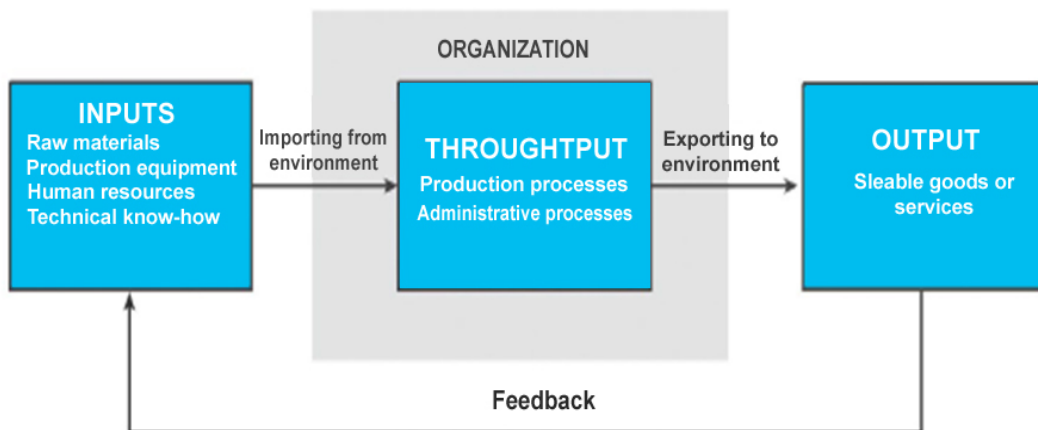 ORGANIZATION
INPUTS
Raw materials
Production equipment
Human resources
Technical know-how
Importing from
environment
THROUGHTPUT
Production processes
Administrative processes
Exporting to
environment
OUTPUT
Sleable goods or
services
Feedback